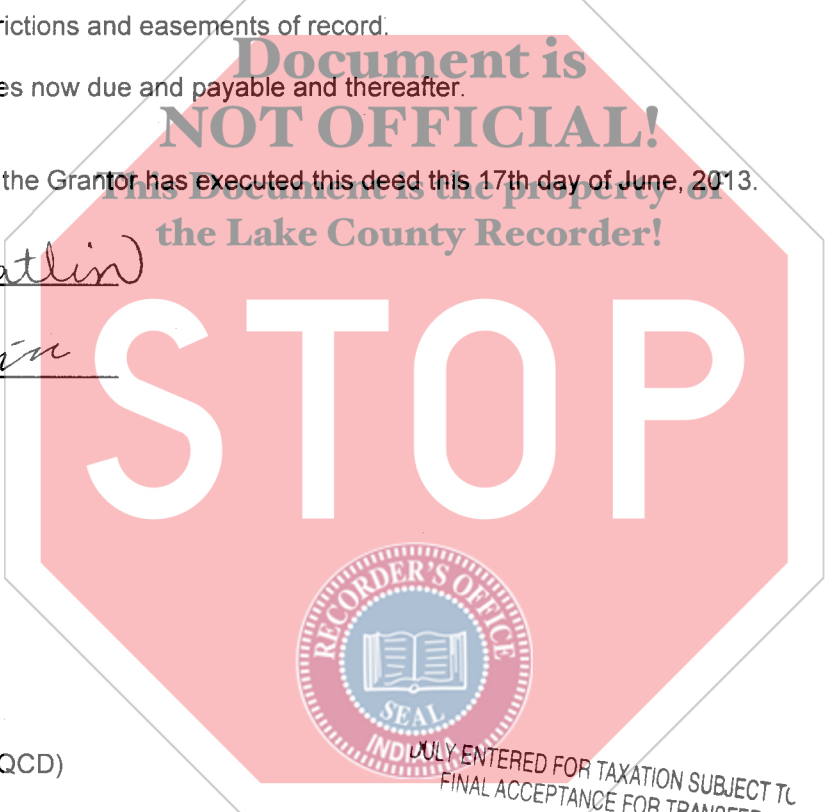 rictions and easements of record.
Document is
es now due and payable and thereafter.
NOT OFFICIAL!
the Grantor has executed this deed this 17th day of June, 2013.
This Document is the property of
the Lake County Recorder!
atlin
in
STOP
RECORDER'S OFFICE
SEAL
INDIANA
QCD)
DULY ENTERED FOR TAXATION SUBJECT TO
FINAL ACCEPTANCE FOR TRANSFER